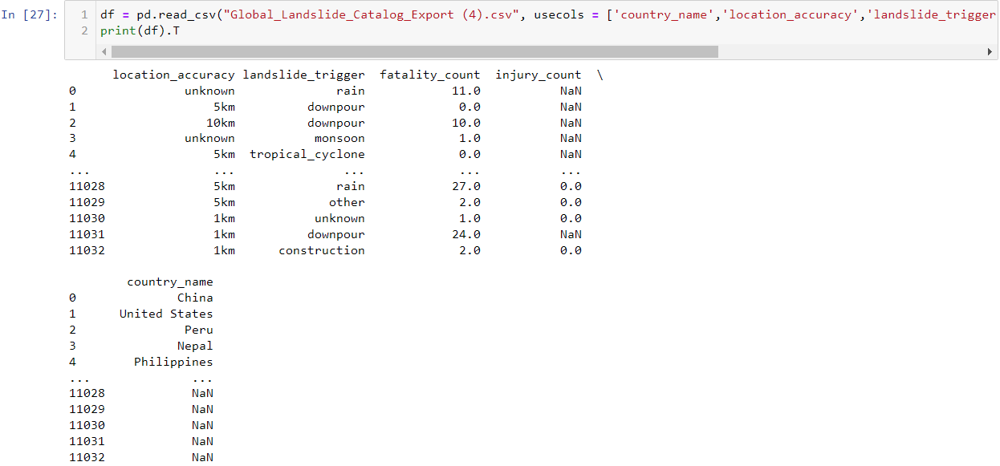 In [27]: 1 df = pd.read_csv("Global_Landslide_Catalog_Export (4).csv", usecols = ['country_name','location_accuracy','landslide_trigger
2 print(df).T
location_accuracy landslide_trigger fatality_count injury_count \
0 unknown rain 11.0 NaN
1 5km downpour 0.0 NaN
2 10km downpour 10.0 NaN
3 unknown monsoon 1.0 NaN
4 5km tropical_cyclone 0.0 NaN
... ... ... ... ...
11028 5km rain 27.0 0.0
11029 5km other 2.0 0.0
11030 1km unknown 1.0 0.0
11031 1km downpour 24.0 NaN
11032 1km construction 2.0 0.0
country_name
0 China
1 United States
2 Peru
3 Nepal
4 Philippines
... ...
11028 NaN
11029 NaN
11030 NaN
11031 NaN
11032 NaN